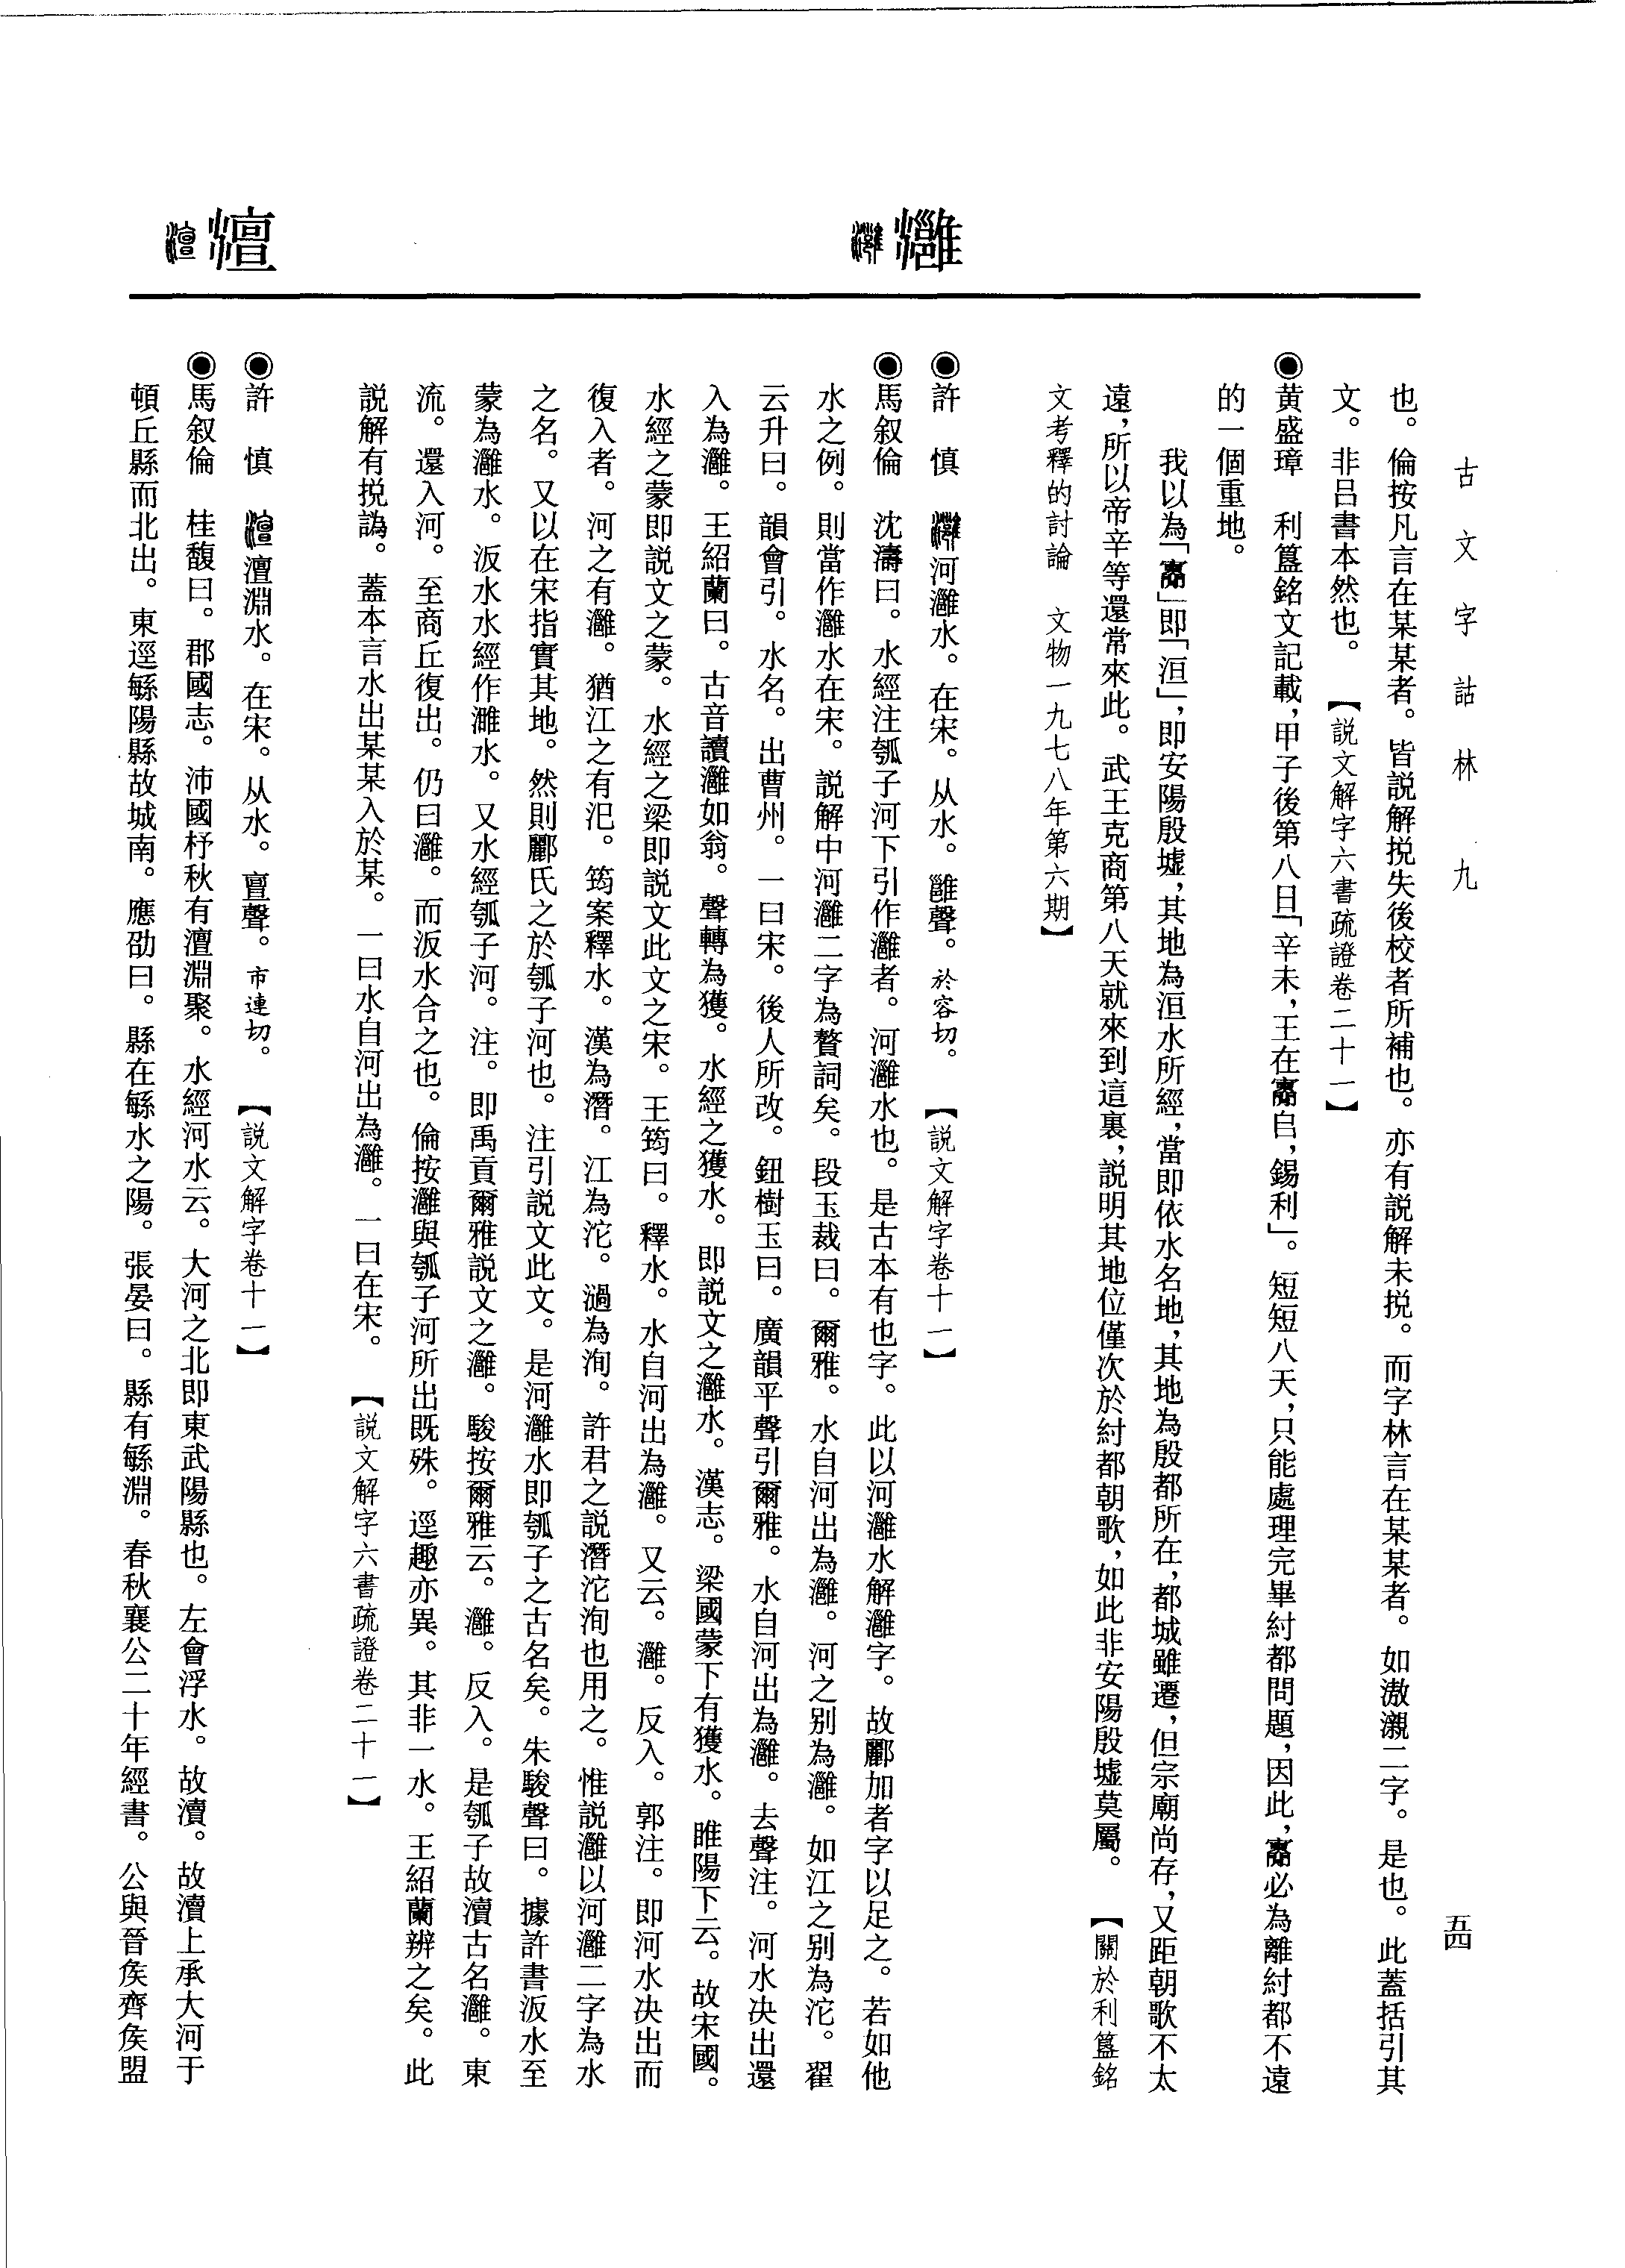 古文字詁林　九
五四
也。倫按凡言在某某者。皆説解挩失後校者所補也。亦有説解未挩。而字林言在某某者。如滶灈二字。是也。此蓋括引其
文。非吕書本然也。【説文解字六書疏證卷二十一】
◉黄盛璋　利簋銘文記載，甲子後第八日「辛未，王在𠂤，錫利」。短短八天，只能處理完畢紂都問題，因此，必為離紂都不遠
的一個重地。
我以為「」即「洹」，即安陽殷墟，其地為洹水所經，當即依水名地，其地為殷都所在，都城雖遷，但宗廟尚存，又距朝歌不太
遠，所以帝辛等還常來此。武王克商第八天就來到這裏，説明其地位僅次於紂都朝歌，如此非安陽殷墟莫屬。【關於利簋銘
文考釋的討論　文物一九七八年第六期】
灉
◉許　慎　河灉水。在宋。从水。雝聲。於容切。【説文解字卷十一】
◉馬叙倫　沈濤曰。水經注瓠子河下引作灉者。河灉水也。是古本有也字。此以河灉水解灉字。故酈加者字以足之。若如他
水之例。則當作灉水在宋。説解中河灉二字為贅詞矣。段玉裁曰。爾雅。水自河出為灉。河之别為灉。如江之别為沱。翟
云升曰。韻會引。水名。出曹州。一曰宋。後人所改。鈕樹玉曰。廣韻平聲引爾雅。水自河出為灉。去聲注。河水決出還
入為灉。王紹蘭曰。古音讀灉如翁。聲轉為獲。水經之獲水。即説文之灉水。漢志。梁國蒙下有獲水。睢陽下云。故宋國。
水經之蒙即説文之蒙。水經之梁即説文此文之宋。王筠曰。釋水。水自河出為灉。又云。灉。反入。郭注。即河水決出而
復入者。河之有灉。猶江之有汜。筠案釋水。漢為潛。江為沱。濄為洵。許君之説潛沱洵也用之。惟説灉以河灉二字為水
之名。又以在宋指實其地。然則酈氏之於瓠子河也。注引説文此文。是河灉水即瓠子之古名矣。朱駿聲曰。據許書汳水至
蒙為灉水。汳水水經作濉水。又水經瓠子河。注。即禹貢爾雅説文之灉。駿按爾雅云。灉。反入。是瓠子故瀆古名灉。東
流。還入河。至商丘復出。仍曰灉。而汳水合之也。倫按灉與瓠子河所出既殊。逕趣亦異。其非一水。王紹蘭辨之矣。此
説解有挩譌。蓋本言水出某某入於某。一曰水自河出為灉。一曰在宋。【説文解字六書疏證卷二十一】
澶
◉許　慎　澶淵水。在宋。从水。亶聲。市連切。【説文解字卷十一】
◉馬叙倫　桂馥曰。郡國志。沛國杼秋有澶淵聚。水經河水云。大河之北即東武陽縣也。左會浮水。故瀆。故瀆上承大河于
頓丘縣而北出。東逕繇陽縣故城南。應劭曰。縣在繇水之陽。張晏曰。縣有繇淵。春秋襄公二十年經書。公與晉矦齊矦盟